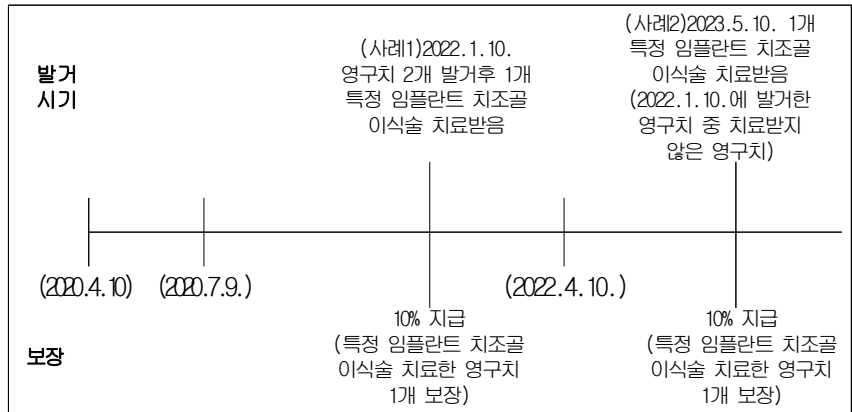 발거
시기
(사례1)2022.1.10.
영구치 2개 발거후 1개
특정 임플란트 치조골
이식술 치료받음
(사례2)2023.5.10. 1개
특정 임플란트 치조골
이식술 치료받음
(2022.1.10.에 발거한
영구치 중 치료받지
않은 영구치)
(2020.4.10)
(2020.7.9.)
(2022.4.10.)
보장
10% 지급
(특정 임플란트 치조골
이식술 치료한 영구치
1개 보장)
10% 지급
(특정 임플란트 치조골
이식술 치료한 영구치
1개 보장)